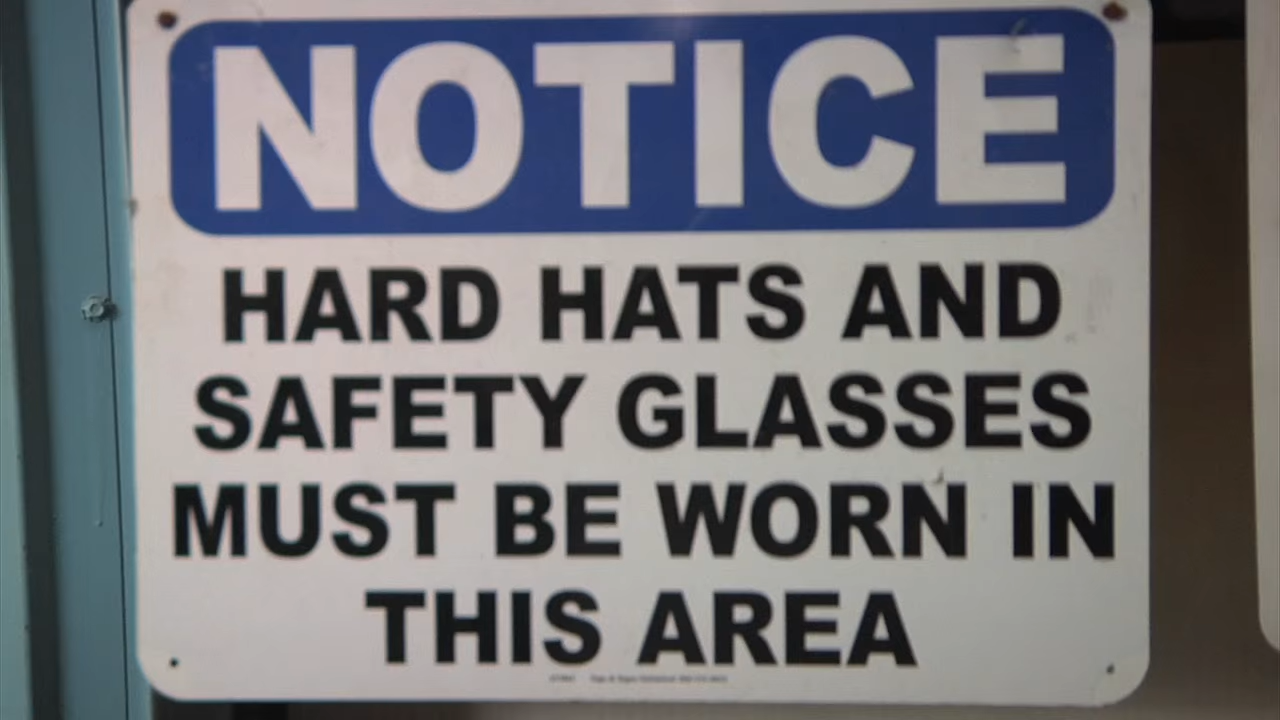 NOTICE
HARD HATS AND
SAFETY GLASSES
MUST BE WORN IN
THIS AREA